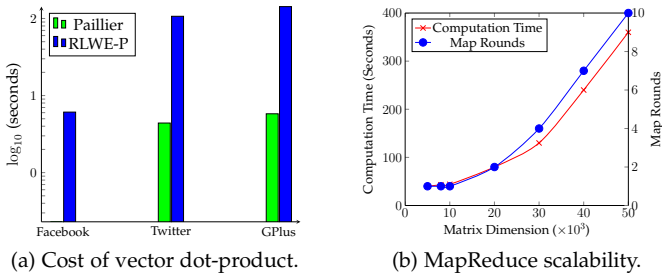 Paillier
RLWE-P
log₁₀ (seconds)
2
1
0
Facebook
Twitter
GPlus
(a) Cost of vector dot-product.
Computation Time
Map Rounds
Computation Time (Seconds)
400
300
200
100
0
10
8
6
4
2
0
Map Rounds
0
10
20
30
40
50
Matrix Dimension (×10³)
(b) MapReduce scalability.